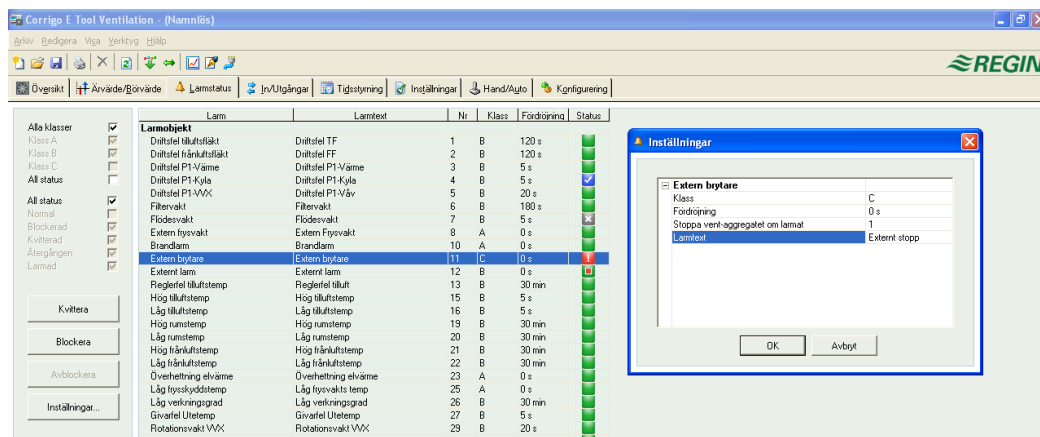 Corrigo E Tool Ventilation - (Namnlös)
Arkiv Redigera Visa Verktyg Hjälp
REGIN
Översikt Ärvärde/Börvärde Larmstatus In/Utgångar Tidsstyrning Inställningar Hand/Auto Konfigurering
Alla klasser
Klass A
Klass B
Klass C
All status
All status
Normal
Blockerad
Kvitterad
Återgången
Larmad
Kvittera
Blockera
Avblockera
Inställningar...
Larm Larmtext Nr Klass Fördröjning Status
Larmobjekt
Driftsfel tilluftsfläkt Driftsfel TF 1 B 120 s
Driftsfel frånluftsfläkt Driftsfel FF 2 B 120 s
Driftsfel P1-Värme Driftsfel P1-Värme 3 B 5 s
Driftsfel P1-Kyla Driftsfel P1-Kyla 4 B 5 s
Driftsfel P1-VVX Driftsfel P1-Våv 5 B 20 s
Filtervakt Filtervakt 6 B 180 s
Flödesvakt Flödesvakt 7 B 5 s
Extern frysvakt Extern Frysvakt 8 A 0 s
Brandlarm Brandlarm 10 A 0 s
Extern brytare Extern brytare 11 C 0 s
Externt larm Externt larm 12 B 0 s
Reglerfel tilluftstemp Reglerfel tilluft 13 B 30 min
Hög tilluftstemp Hög tilluftstemp 15 B 5 s
Låg tilluftstemp Låg tilluftstemp 16 B 5 s
Hög rumstemp Hög rumstemp 19 B 30 min
Låg rumstemp Låg rumstemp 20 B 30 min
Hög frånluftstemp Hög frånluftstemp 21 B 30 min
Låg frånluftstemp Låg frånluftstemp 22 B 30 min
Överhettning elvärme Överhettning elvärme 23 A 0 s
Låg frysskyddstemp Låg frysvakts temp 25 A 0 s
Låg verkningsgrad Låg verkningsgrad 26 B 30 min
Givarfel Utetemp Givarfel Utetemp 27 B 5 s
Rotationsvakt VVX Rotationsvakt VVX 29 B 20 s
Inställningar
Extern brytare
Klass C
Fördröjning 0 s
Stoppa vent-aggregatet om larmat 1
Larmtext Externt stopp
OK Avbryt